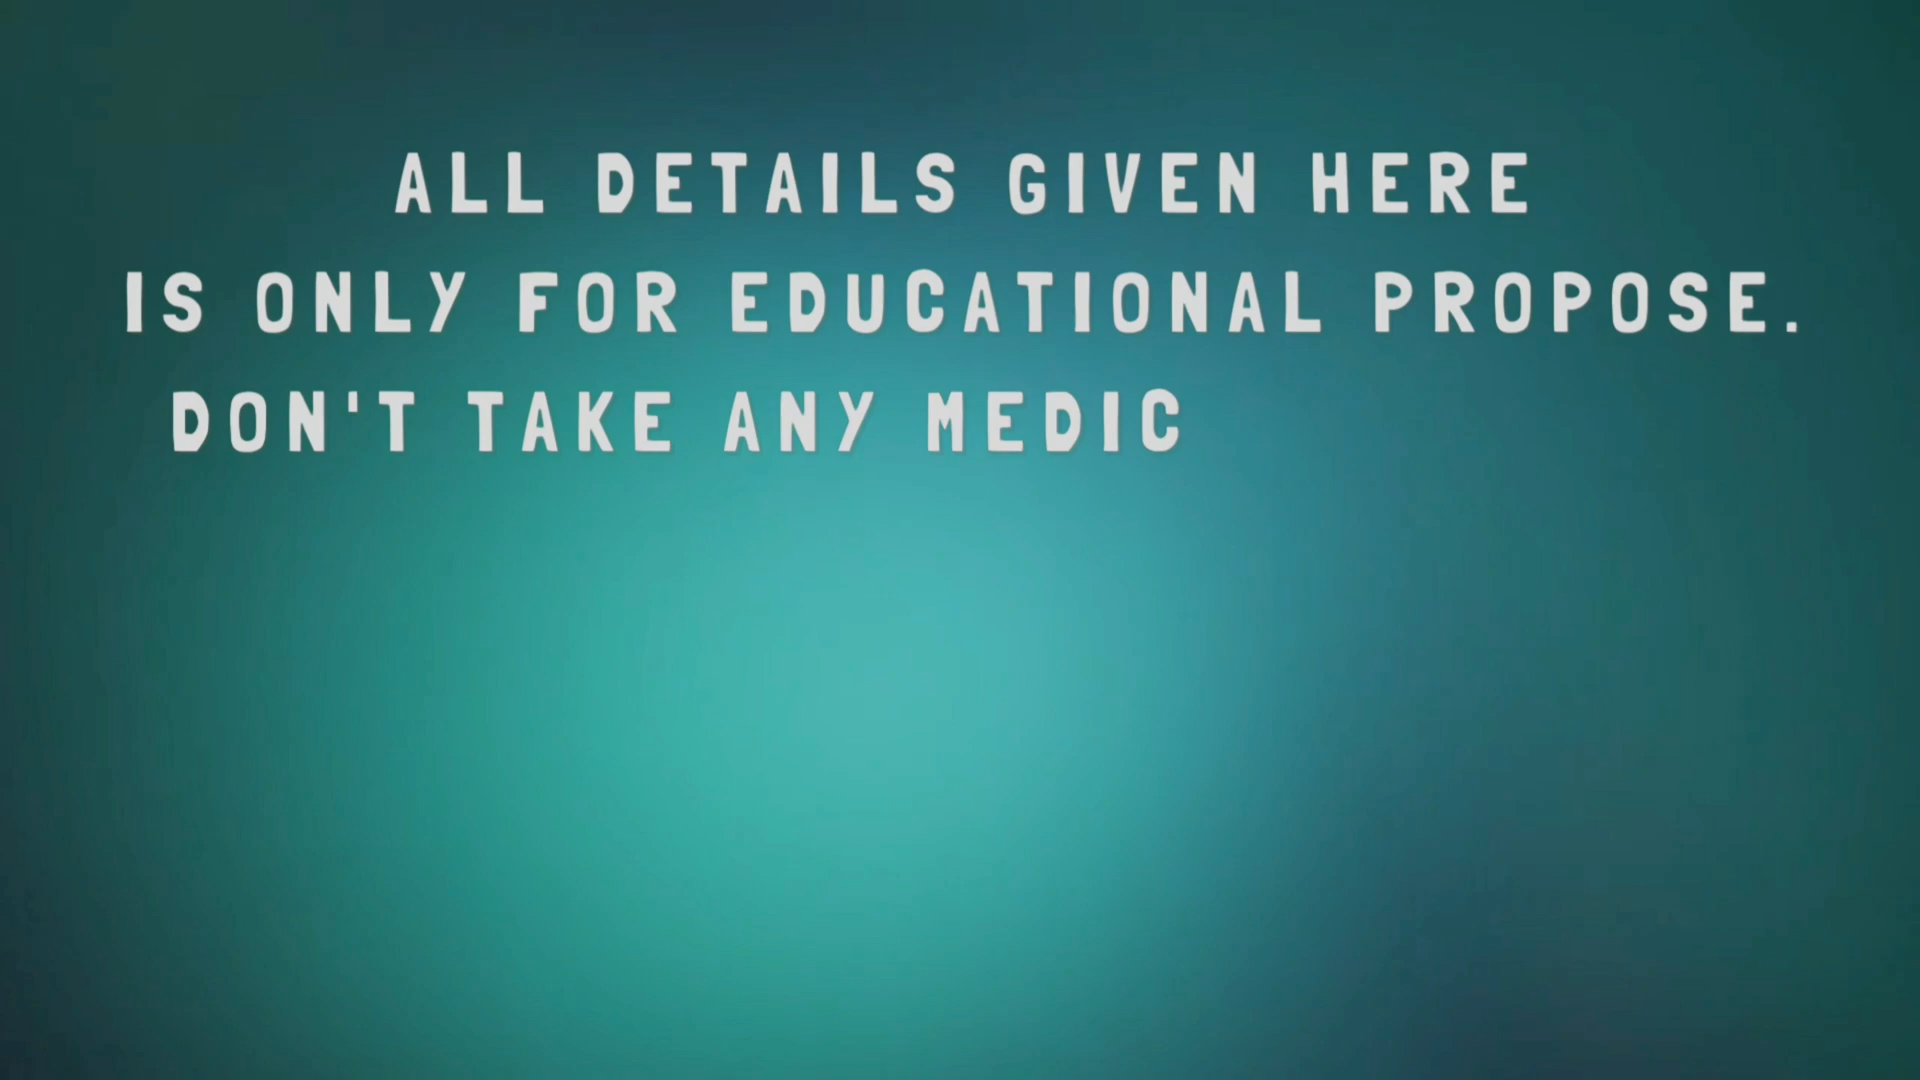 ALL DETAILS GIVEN HERE
IS ONLY FOR EDUCATIONAL PROPOSE.
DON'T TAKE ANY MEDIC